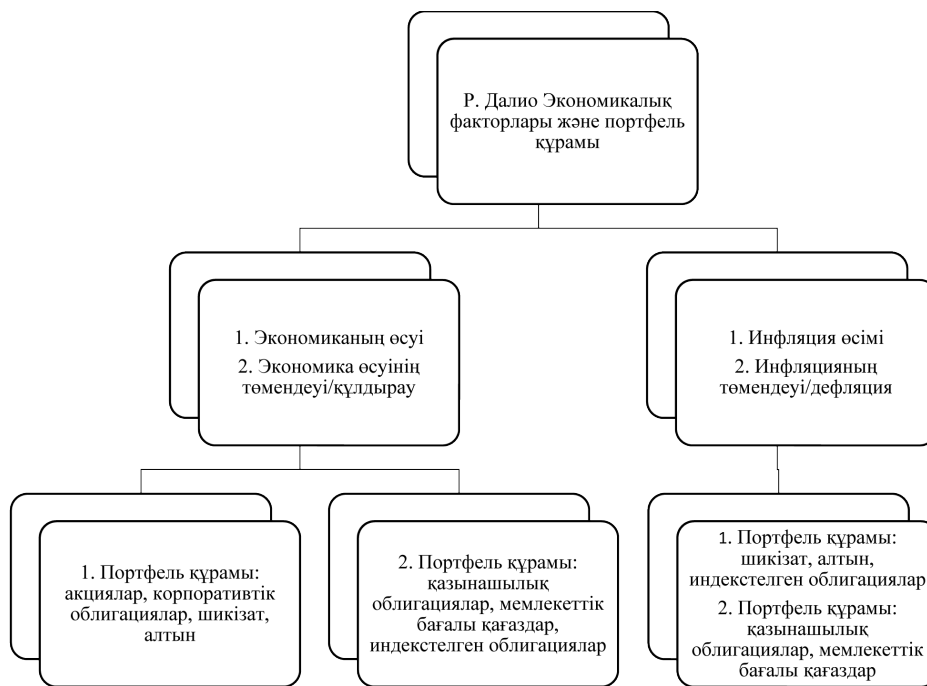 Р. Далио Экономикалық
факторлары және портфель
құрамы
1. Экономиканың өсуі
2. Экономика өсуінің
төмендеуі/құлдырау
1. Инфляция өсімі
2. Инфляцияның
төмендеуі/дефляция
1. Портфель құрамы:
акциялар, корпоративтік
облигациялар, шикізат,
алтын
2. Портфель құрамы:
қазынашылық
облигациялар, мемлекеттік
бағалы қағаздар,
индекстелген облигациялар
1. Портфель құрамы:
шикізат, алтын,
индекстелген облигациялар
2. Портфель құрамы:
қазынашылық
облигациялар, мемлекеттік
бағалы қағаздар